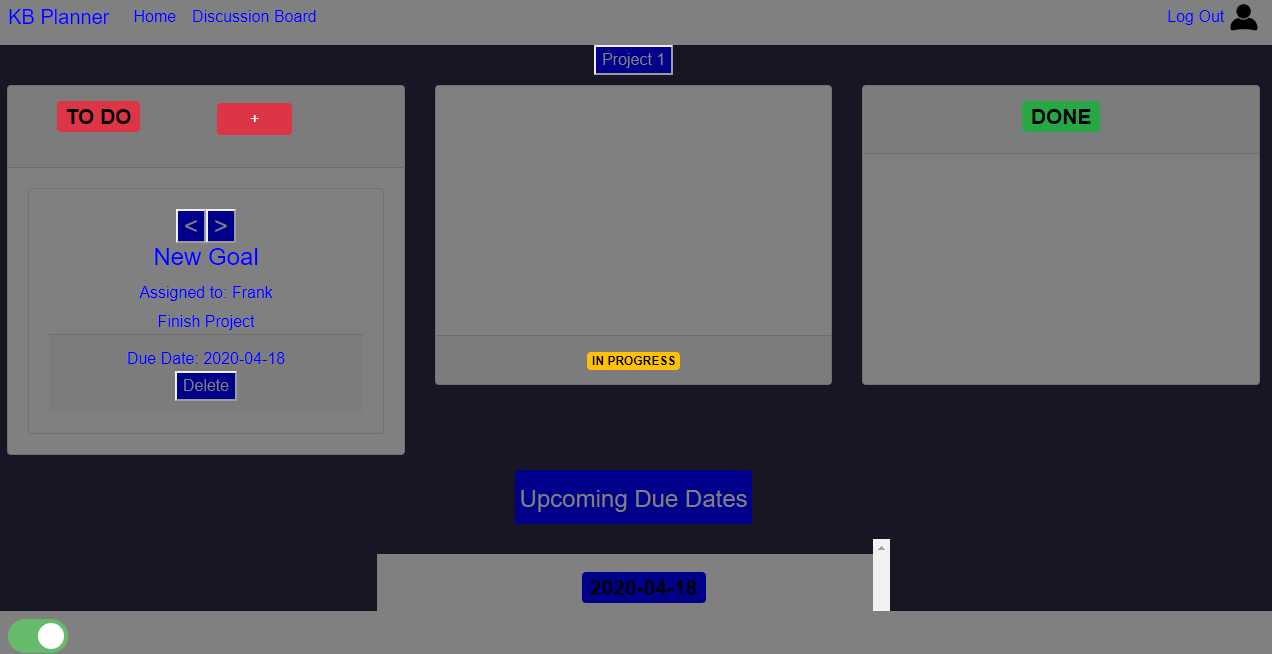 KB Planner Home Discussion Board Log Out
Project 1
TO DO + DONE
< >
New Goal
Assigned to: Frank
Finish Project
Due Date: 2020-04-18
Delete
IN PROGRESS
Upcoming Due Dates
2020-04-18